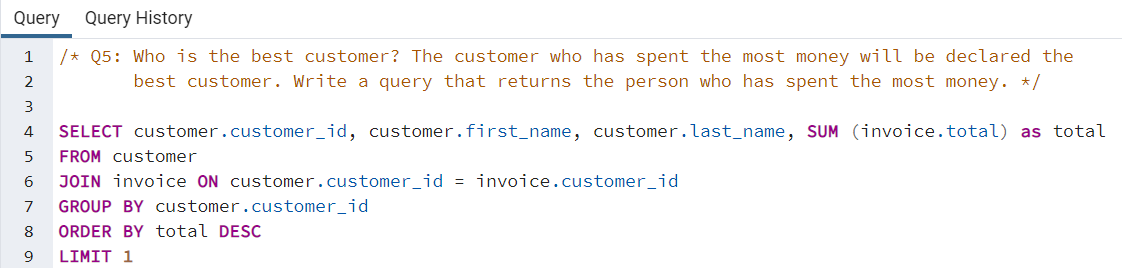 Query Query History
1 /* Q5: Who is the best customer? The customer who has spent the most money will be declared the
2 best customer. Write a query that returns the person who has spent the most money. */
3
4 SELECT customer.customer_id, customer.first_name, customer.last_name, SUM (invoice.total) as total
5 FROM customer
6 JOIN invoice ON customer.customer_id = invoice.customer_id
7 GROUP BY customer.customer_id
8 ORDER BY total DESC
9 LIMIT 1